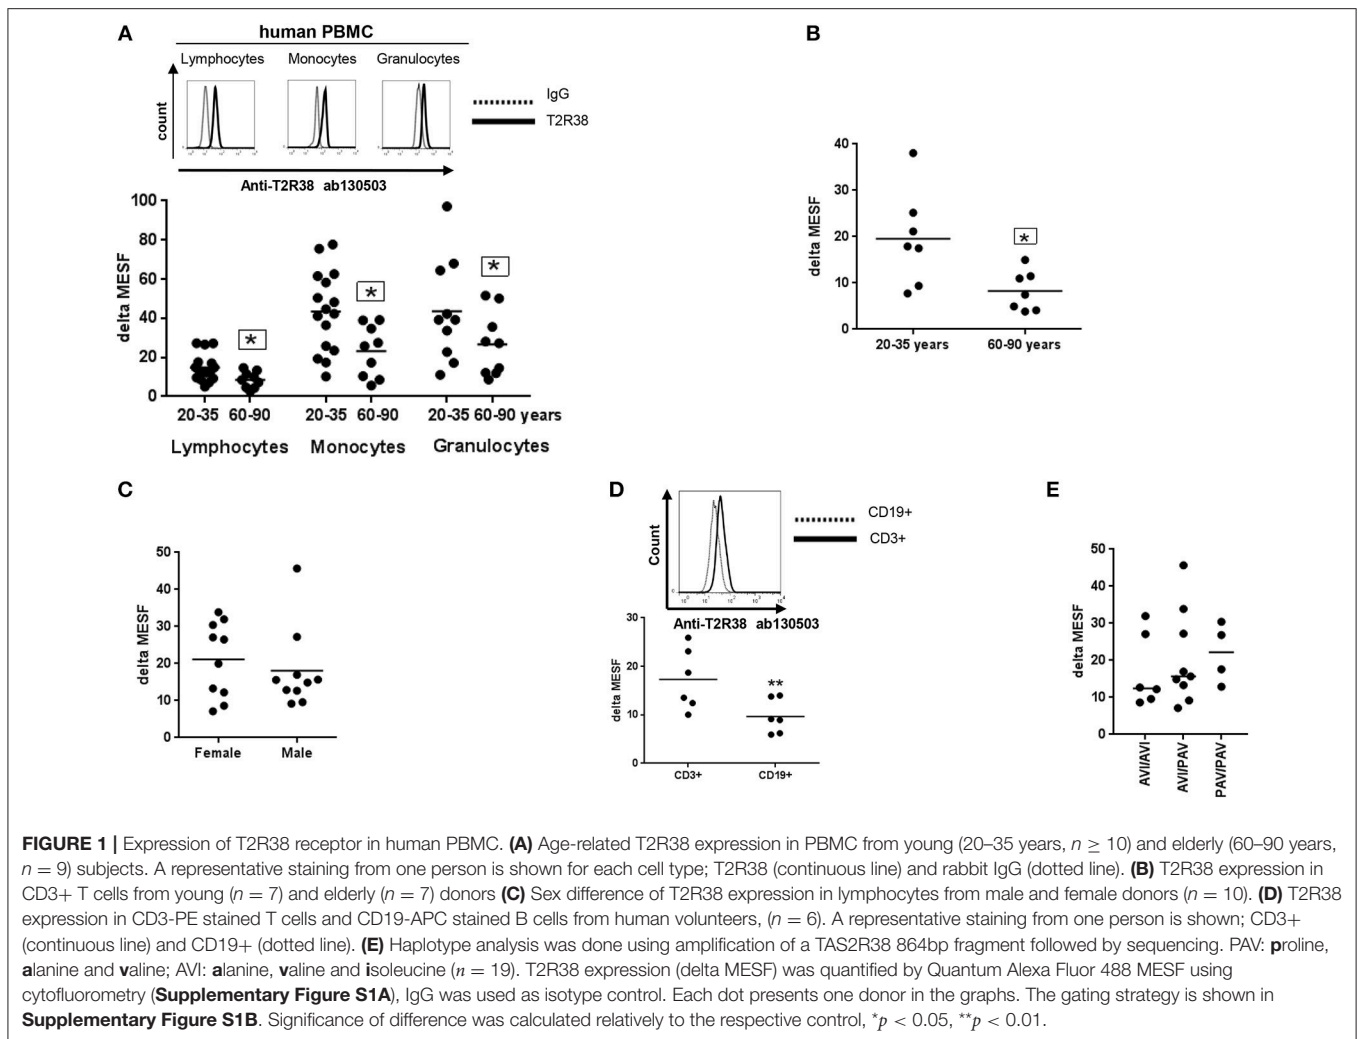 A
human PBMC
Lymphocytes Monocytes Granulocytes
count
IgG
T2R38
Anti-T2R38 ab130503
delta MESF
100
80
60
40
20
0
* * *
20-35 60-90 20-35 60-90 20-35 60-90 years
Lymphocytes Monocytes Granulocytes
B
delta MESF
40
30
20
10
0
*
20-35 years 60-90 years
C
delta MESF
50
40
30
20
10
0
Female Male
D
Count
CD19+
CD3+
Anti-T2R38 ab130503
delta MESF
30
20
10
0
**
CD3+ CD19+
E
delta MESF
50
40
30
20
10
0
AVI/AVI AVI/PAV PAV/PAV
FIGURE 1 | Expression of T2R38 receptor in human PBMC. (A) Age-related T2R38 expression in PBMC from young (20–35 years, n ≥ 10) and elderly (60–90 years,
n = 9) subjects. A representative staining from one person is shown for each cell type; T2R38 (continuous line) and rabbit IgG (dotted line). (B) T2R38 expression in
CD3+ T cells from young (n = 7) and elderly (n = 7) donors (C) Sex difference of T2R38 expression in lymphocytes from male and female donors (n = 10). (D) T2R38
expression in CD3-PE stained T cells and CD19-APC stained B cells from human volunteers, (n = 6). A representative staining from one person is shown; CD3+
(continuous line) and CD19+ (dotted line). (E) Haplotype analysis was done using amplification of a TAS2R38 864bp fragment followed by sequencing. PAV: proline,
alanine and valine; AVI: alanine, valine and isoleucine (n = 19). T2R38 expression (delta MESF) was quantified by Quantum Alexa Fluor 488 MESF using
cytofluorometry (Supplementary Figure S1A), IgG was used as isotype control. Each dot presents one donor in the graphs. The gating strategy is shown in
Supplementary Figure S1B. Significance of difference was calculated relatively to the respective control, *p < 0.05, **p < 0.01.